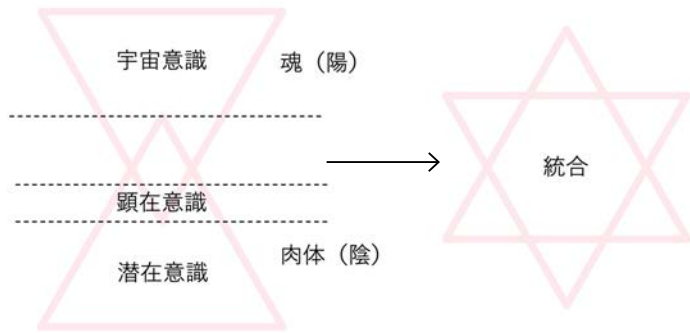 宇宙意識
魂（陽）
統合
顕在意識
肉体（陰）
潜在意識